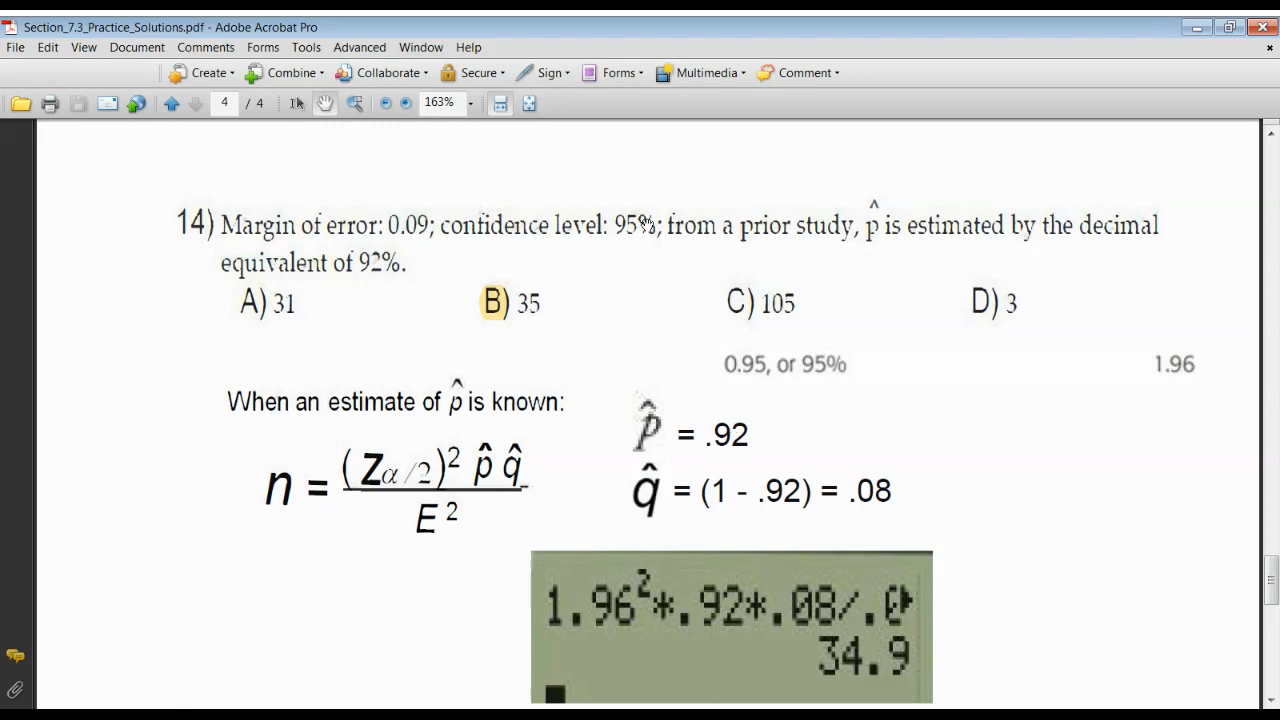 Section_7.3_Practice_Solutions.pdf - Adobe Acrobat Pro
File Edit View Document Comments Forms Tools Advanced Window Help
Create Combine Collaborate Secure Sign Forms Multimedia Comment
4 / 4 163%
14) Margin of error: 0.09; confidence level: 95%; from a prior study, p̂ is estimated by the decimal
equivalent of 92%.
A) 31 B) 35 C) 105 D) 3
0.95, or 95% 1.96
When an estimate of p̂ is known:
p̂ = .92
n = (Zα/2)² p̂ q̂ / E²
q̂ = (1 - .92) = .08
1.96²*.92*.08/.0
34.9